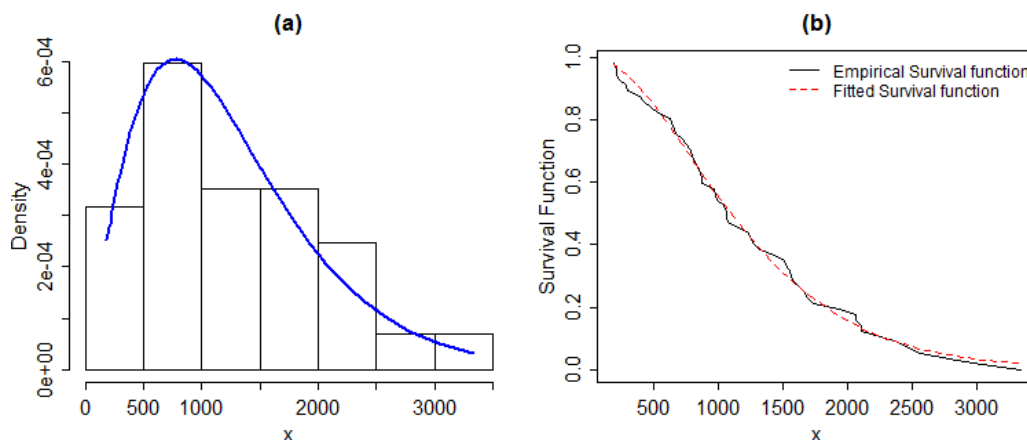 (a)
Density
0e+00 2e-04 4e-04 6e-04
0 500 1000 2000 3000
x
(b)
Survival Function
0.0 0.2 0.4 0.6 0.8 1.0
Empirical Survival function
Fitted Survival function
500 1000 1500 2000 2500 3000
x